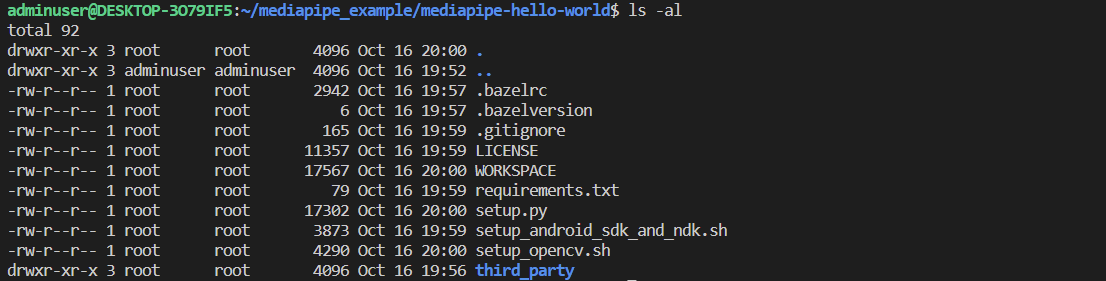 adminuser@DESKTOP-3O79IF5:~/mediapipe_example/mediapipe-hello-world$ ls -al
total 92
drwxr-xr-x 3 root      root       4096 Oct 16 20:00 .
drwxr-xr-x 3 adminuser adminuser  4096 Oct 16 19:52 ..
-rw-r--r-- 1 root      root       2942 Oct 16 19:57 .bazelrc
-rw-r--r-- 1 root      root          6 Oct 16 19:57 .bazelversion
-rw-r--r-- 1 root      root        165 Oct 16 19:59 .gitignore
-rw-r--r-- 1 root      root      11357 Oct 16 19:59 LICENSE
-rw-r--r-- 1 root      root      17567 Oct 16 20:00 WORKSPACE
-rw-r--r-- 1 root      root         79 Oct 16 19:59 requirements.txt
-rw-r--r-- 1 root      root      17302 Oct 16 20:00 setup.py
-rw-r--r-- 1 root      root       3873 Oct 16 19:59 setup_android_sdk_and_ndk.sh
-rw-r--r-- 1 root      root       4290 Oct 16 20:00 setup_opencv.sh
drwxr-xr-x 3 root      root       4096 Oct 16 19:56 third_party